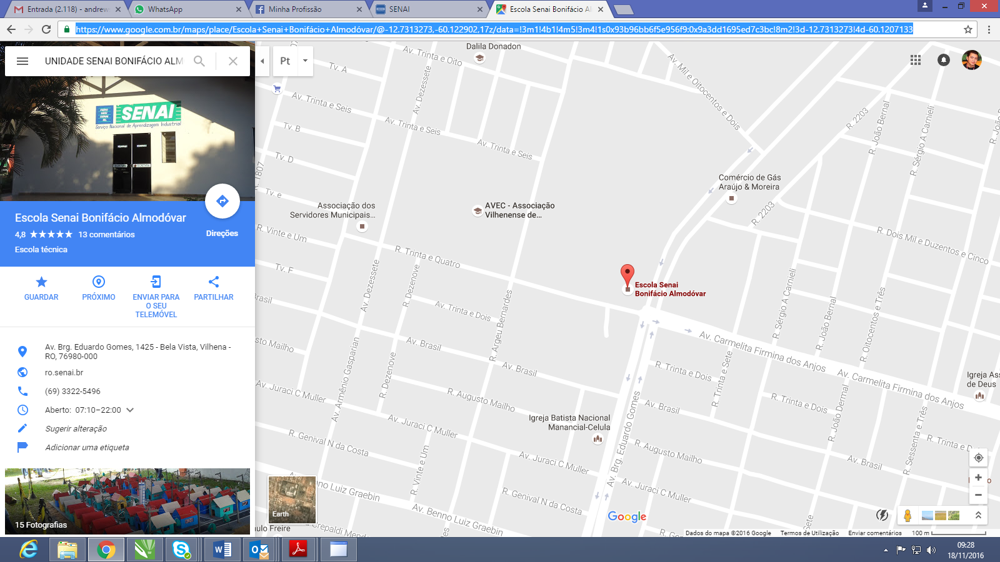 Entrada (2.118) - andrew
WhatsApp
Minha Profissão
SENAI
Escola Senai Bonifácio Al
https://www.google.com.br/maps/place/Escola+Senai+Bonifácio+Almodóvar/@-12.7313273,-60.122902,17z/data=!3m1!4b1!4m5!3m4!1s0x93b96bb6f5e956f9:0x9a3dd1695ed7c3bc!8m2!3d-12.7313273!4d-60.1207133
UNIDADE SENAI BONIFÁCIO ALM
Pt
SENAI
Serviço Nacional de Aprendizagem Industrial
Escola Senai Bonifácio Almodóvar
4,8 ★★★★★ 13 comentários
Escola técnica
Direções
GUARDAR
PRÓXIMO
ENVIAR PARA
O SEU
TELEMÓVEL
PARTILHAR
Av. Brg. Eduardo Gomes, 1425 - Bela Vista, Vilhena -
RO, 76980-000
ro.senai.br
(69) 3322-5496
Aberto: 07:10–22:00
Sugerir alteração
Adicionar uma etiqueta
15 Fotografias
Dalila Donadon
Av. Trinta e Oito
Tv. A
Av. Dezessete
Av. Trinta e Seis
Av. Trinta e Seis
Av. Trinta e Seis
Tv. B
Tv. D
R. 1807
Tv. e
Av. Mil e Oitocentos e Dois
R. 2203
R. João Bernal
R. Sérgio A Carnieli
R. João
Comércio de Gás
Araújo & Moreira
R. 2203
Associação dos
Servidores Municipais...
AVEC - Associação
Vilhenense de...
R. Vinte e Um
R. Trinta e Quatro
R. Dois Mil e Duzentos e Cinco
Tv. F
Av. Dezessete
R. Dezenove
Escola Senai
Bonifácio Almodóvar
R. Sérgio A Carnieli
R. João Bernal
R. Oitocentos e Três
Brasil
Av. Trinta e Dois
R. Argeu Bernardes
usto Mailho
Av. Brasil
Av. Brasil
Av. Carmelita Firmina dos Anjos
Av. Carmelita Firmina dos Anjos
Av. Armênio Gasparian
R. Dezenove
R. Trinta e Dois
R. Trinta e Sete
Igreja Ass
de Deus
Av. Juraci C Muller
R. Augusto Mailho
Av. Brasil
R. Trinta e Dois
R. João Dermal
Igreja Batista Nacional
Manancial-Celula
Av. Brg. Eduardo Gomes
Av. Juraci C Muller
R. Genival N da Costa
R. Vinte e Um
Av. Juraci C Muller
R. Augusto Mailho
R. Sessenta e Três
R. Trinta e D
Av. Brasil
Av. Juraci C Muller
enno Luiz Graebin
R. Genival N da Costa
Av. Benno Luiz Graebin
ulo Freire
Crepaldi Mend
Earth
Google
Dados do mapa ©2016 Google
Termos de Utilização
Enviar comentários
100 m
09:28
18/11/2016